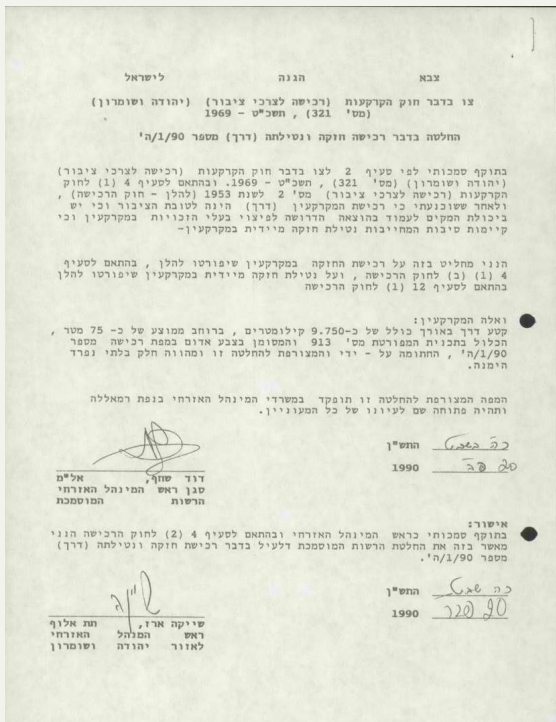 צבא הגנה לישראל
צו בדבר חוק הקרקעות (רכישה לצרכי ציבור) (יהודה ושומרון)
(מס' 321) , תשכ"ט - 1969
החלטה בדבר רכישה חזקה ונטילתה (דרך) מספר 1/90/ה'
בתוקף סמכותי לפי סעיף 2 לצו בדבר חוק הקרקעות (רכישה לצרכי ציבור)
(יהודה ושומרון) (מס' 321) , תשכ"ט - 1969. ובהתאם לסעיף 4 (1) לחוק
הקרקעות (רכישה לצרכי ציבור) מס' 2 לשנת 1953 (להלן - חוק הרכישה) ,
ולאחר ששוכנעתי כי רכישת המקרקעין (דרך) הינה לטובת הציבור וכי יש
ביכולת המקים לעמוד בהוצאה הדרושה לפיצוי בעלי הזכויות במקרקעין וכי
קיימות סיבות המחייבות נטילת חזקה מיידית במקרקעין-
הנני מחליט בזה על רכישת החזקה במקרקעין שיפורטו להלן , בהתאם לסעיף
4 (1) (ב) לחוק הרכישה , ועל נטילת חזקה מיידית במקרקעין שיפורטו להלן
בהתאם לסעיף 12 (1) לחוק הרכישה
ואלה המקרקעין:
קטע דרך באורך כולל של כ-9.750 קילומטרים , ברוחב ממוצע של כ- 75 מטר ,
הכלול בתכנית המפורטת מס' 913 והמסומן בצבע אדום במפת רכישה מספר
1/90/ה' , החתומה על - ידי והמצורפת להחלטה זו ומהווה חלק בלתי נפרד
הימנה.
המפה המצורפת להחלטה זו תופקד במשרדי המינהל האזרחי בנפת רמאללה
ותהיה פתוחה שם לעיונו של כל המעוניין.
כה בשבט התש"ן
20 פב 1990
דוד שחף, אל"מ
סגן ראש המינהל האזרחי
הרשות המוסמכת
אישור:
בתוקף סמכותי כראש המינהל האזרחי ובהתאם לסעיף 4 (2) לחוק הרכישה הנני
מאשר בזה את החלטת הרשות המוסמכת דלעיל בדבר רכישת חזקה ונטילתה (דרך)
מספר 1/90/ה'.
כה שבט התש"ן
20 פבר 1990
שייקה ארז, תת אלוף
ראש המנהל האזרחי
לאזור יהודה ושומרון